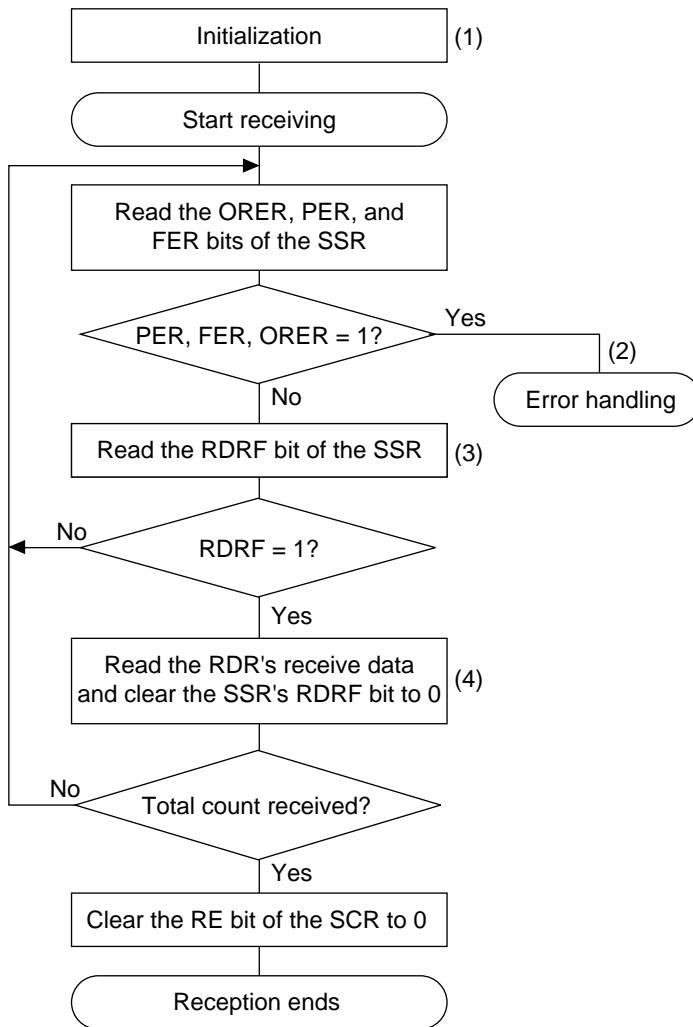 Initialization
(1)
Start receiving
Read the ORER, PER, and
FER bits of the SSR
PER, FER, ORER = 1?
Yes
(2)
Error handling
No
Read the RDRF bit of the SSR
(3)
No
RDRF = 1?
Yes
Read the RDR's receive data
and clear the SSR's RDRF bit to 0
(4)
No
Total count received?
Yes
Clear the RE bit of the SCR to 0
Reception ends